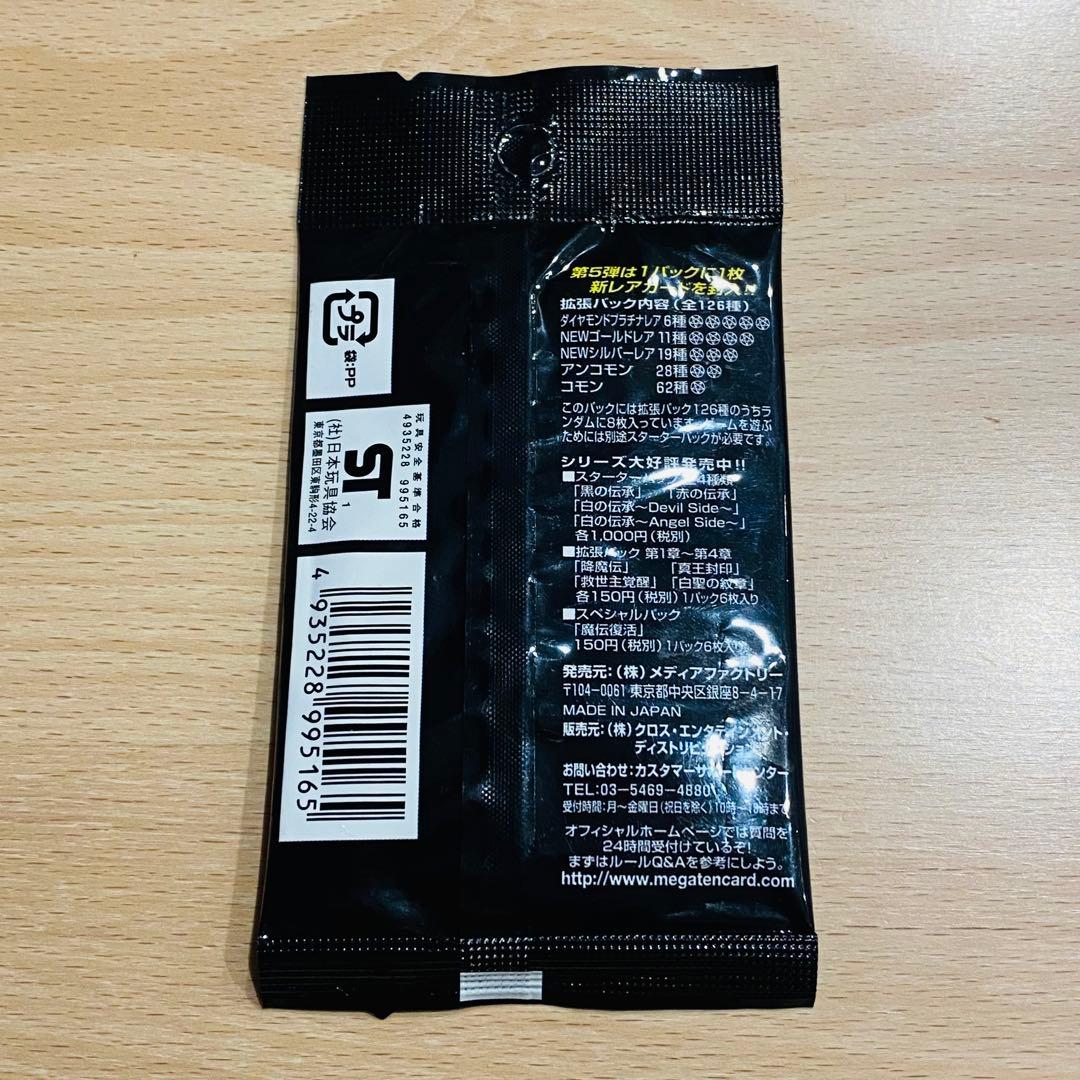 第5弾は1パックに1枚
新レアカードを封入!!
拡張パック内容(全126種)
ダイヤモンドプラチナレア 6種
NEWゴールドレア 11種
NEWシルバーレア 19種
アンコモン 28種
コモン 62種
このパックには拡張パック126種のうちラ
ンダムに8枚入っています。ゲームを遊ぶ
ためには別途スターターパックが必要です。
シリーズ大好評発売中!!
■スターターパック 4種類
「黒の伝承」 「赤の伝承」
「白の伝承〜Devil Side〜」
「白の伝承〜Angel Side〜」
各1,000円(税別)
■拡張パック 第1章〜第4章
「降魔伝」 「真王封印」
「救世主覚醒」「白聖の紋章」
各150円(税別)1パック6枚入り
■スペシャルパック
「魔伝復活」
150円(税別)1パック6枚入り
発売元:(株)メディアファクトリー
〒104-0061 東京都中央区銀座8-4-17
MADE IN JAPAN
販売元:(株)クロス・エンタテインメント・
ディストリビューション
お問い合わせ:カスタマーサポートセンター
TEL:03-5469-4880
受付時間:月〜金曜日(祝日を除く)10時〜18時まで
オフィシャルホームページでは質問を
24時間受付けているぞ!
まずはルールQ&Aを参考にしよう。
http://www.megatencard.com
プラ
袋:PP
玩具安全基準合格
4935228 995165
ST
1
(社)日本玩具協会
東京都墨田区東駒形4-22-4
4 935228 995165